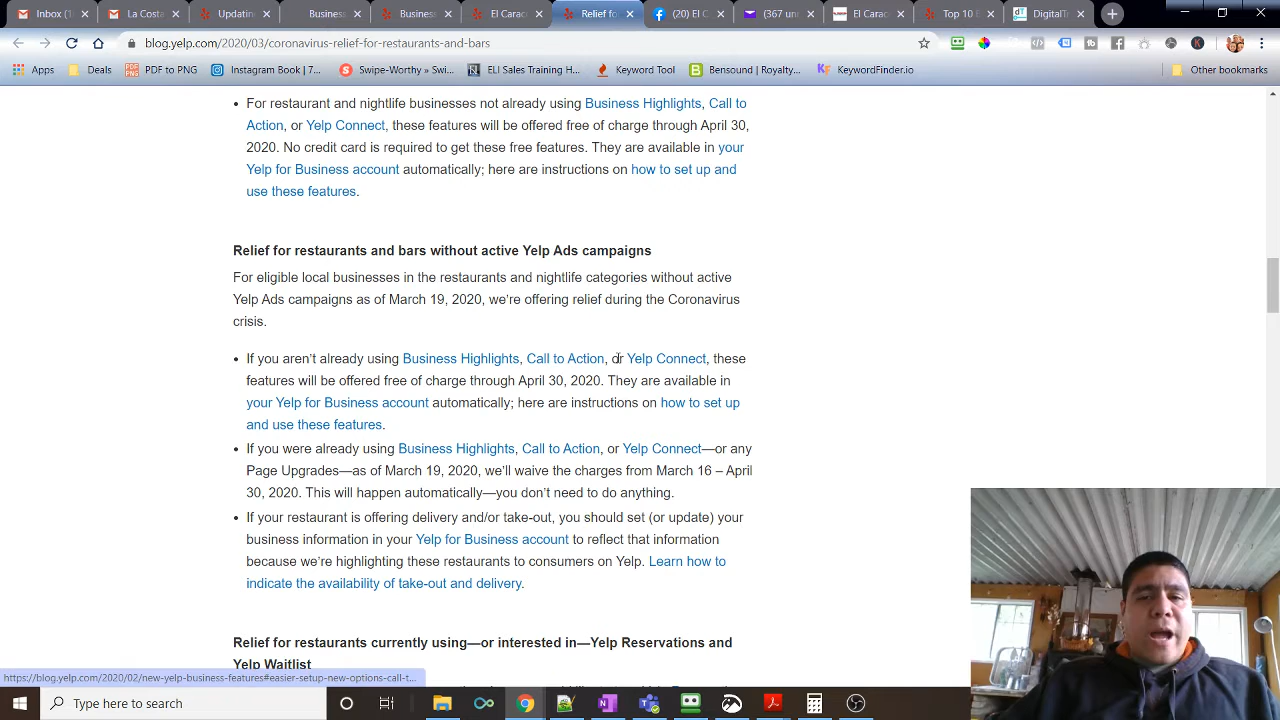 Inbox (1
La Costa
Updatin
Business
Business
El Carac
Relief fo
(20) El C
(367 un
El Carac
Top 10 B
DigitalTr
blog.yelp.com/2020/03/coronavirus-relief-for-restaurants-and-bars
Apps
Deals
PDF to PNG
Instagram Book | 7...
Swipe-Worthy » Swi...
ELI Sales Training H...
Keyword Tool
Bensound | Royalty...
KeywordFinder.io
Other bookmarks
• For restaurant and nightlife businesses not already using Business Highlights, Call to
Action, or Yelp Connect, these features will be offered free of charge through April 30,
2020. No credit card is required to get these free features. They are available in your
Yelp for Business account automatically; here are instructions on how to set up and
use these features.
Relief for restaurants and bars without active Yelp Ads campaigns
For eligible local businesses in the restaurants and nightlife categories without active
Yelp Ads campaigns as of March 19, 2020, we’re offering relief during the Coronavirus
crisis.
• If you aren’t already using Business Highlights, Call to Action, or Yelp Connect, these
features will be offered free of charge through April 30, 2020. They are available in
your Yelp for Business account automatically; here are instructions on how to set up
and use these features.
• If you were already using Business Highlights, Call to Action, or Yelp Connect—or any
Page Upgrades—as of March 19, 2020, we’ll waive the charges from March 16 – April
30, 2020. This will happen automatically—you don’t need to do anything.
• If your restaurant is offering delivery and/or take-out, you should set (or update) your
business information in your Yelp for Business account to reflect that information
because we’re highlighting these restaurants to consumers on Yelp. Learn how to
indicate the availability of take-out and delivery.
Relief for restaurants currently using—or interested in—Yelp Reservations and
Yelp Waitlist
https://blog.yelp.com/2020/02/new-yelp-business-features#easier-setup-new-options-call-t...
Type here to search